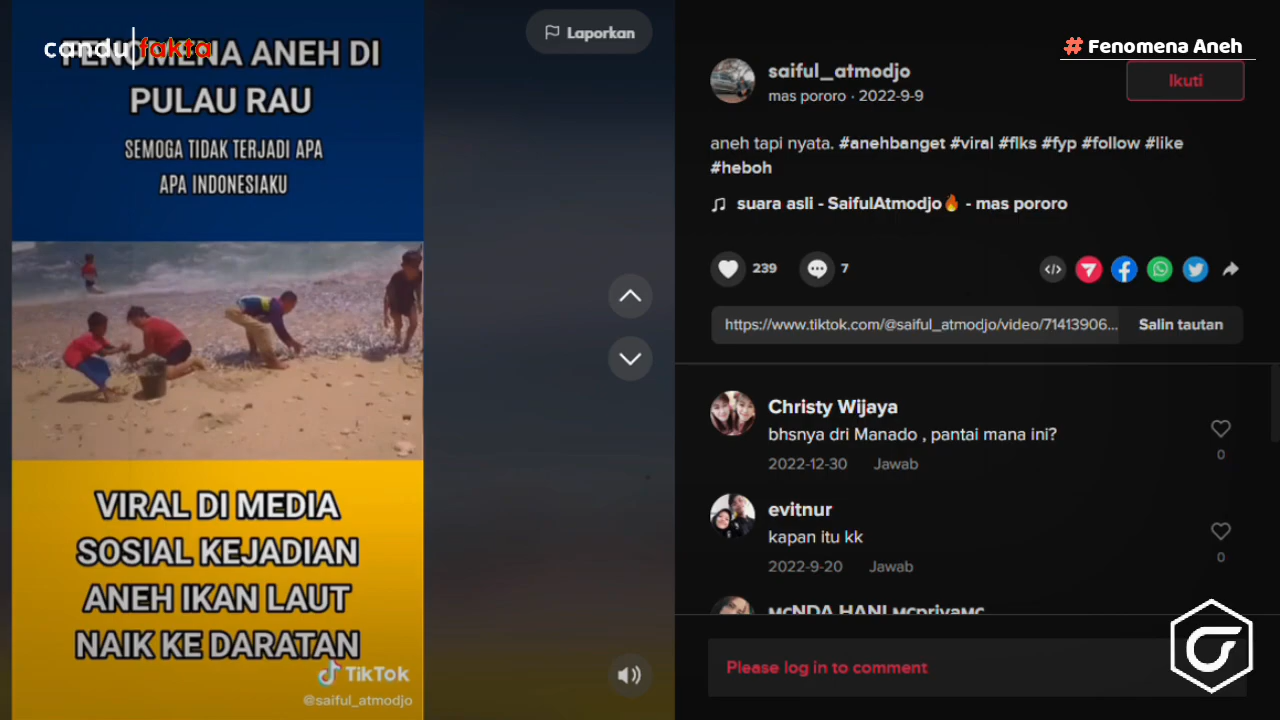 candu fakta
FENOMENA ANEH DI
PULAU RAU
SEMOGA TIDAK TERJADI APA
APA INDONESIAKU
VIRAL DI MEDIA
SOSIAL KEJADIAN
ANEH IKAN LAUT
NAIK KE DARATAN
TikTok
@saiful_atmodjo
Laporkan
# Fenomena Aneh
saiful_atmodjo
mas pororo · 2022-9-9
Ikuti
aneh tapi nyata. #anehbanget #viral #flks #fyp #follow #like
#heboh
suara asli - SaifulAtmodjo🔥 - mas pororo
239
7
https://www.tiktok.com/@saiful_atmodjo/video/71413906...
Salin tautan
Christy Wijaya
bhsnya dri Manado , pantai mana ini?
2022-12-30 Jawab
0
evitnur
kapan itu kk
2022-9-20 Jawab
0
Please log in to comment